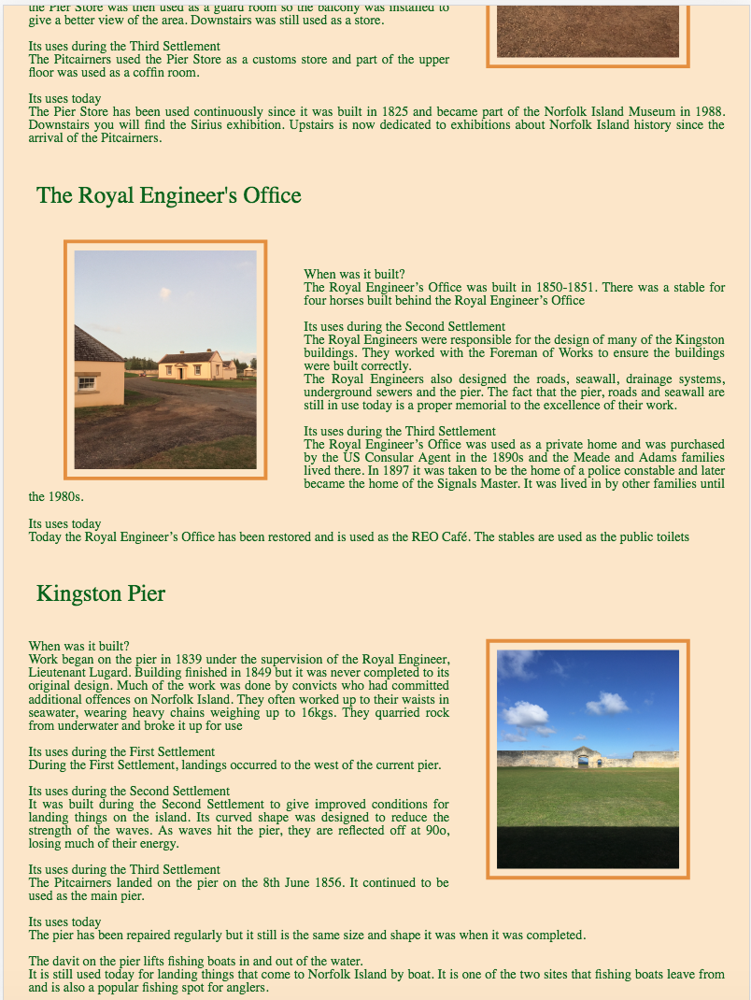 the Pier Store was then used as a guard room so the balcony was installed to
give a better view of the area. Downstairs was still used as a store.
Its uses during the Third Settlement
The Pitcairners used the Pier Store as a customs store and part of the upper
floor was used as a coffin room.
Its uses today
The Pier Store has been used continuously since it was built in 1825 and became part of the Norfolk Island Museum in 1988.
Downstairs you will find the Sirius exhibition. Upstairs is now dedicated to exhibitions about Norfolk Island history since the
arrival of the Pitcairners.
The Royal Engineer's Office
When was it built?
The Royal Engineer’s Office was built in 1850-1851. There was a stable for
four horses built behind the Royal Engineer’s Office
Its uses during the Second Settlement
The Royal Engineers were responsible for the design of many of the Kingston
buildings. They worked with the Foreman of Works to ensure the buildings
were built correctly.
The Royal Engineers also designed the roads, seawall, drainage systems,
underground sewers and the pier. The fact that the pier, roads and seawall are
still in use today is a proper memorial to the excellence of their work.
Its uses during the Third Settlement
The Royal Engineer’s Office was used as a private home and was purchased
by the US Consular Agent in the 1890s and the Meade and Adams families
lived there. In 1897 it was taken to be the home of a police constable and later
became the home of the Signals Master. It was lived in by other families until
the 1980s.
Its uses today
Today the Royal Engineer’s Office has been restored and is used as the REO Café. The stables are used as the public toilets
Kingston Pier
When was it built?
Work began on the pier in 1839 under the supervision of the Royal Engineer,
Lieutenant Lugard. Building finished in 1849 but it was never completed to its
original design. Much of the work was done by convicts who had committed
additional offences on Norfolk Island. They often worked up to their waists in
seawater, wearing heavy chains weighing up to 16kgs. They quarried rock
from underwater and broke it up for use
Its uses during the First Settlement
During the First Settlement, landings occurred to the west of the current pier.
Its uses during the Second Settlement
It was built during the Second Settlement to give improved conditions for
landing things on the island. Its curved shape was designed to reduce the
strength of the waves. As waves hit the pier, they are reflected off at 90o,
losing much of their energy.
Its uses during the Third Settlement
The Pitcairners landed on the pier on the 8th June 1856. It continued to be
used as the main pier.
Its uses today
The pier has been repaired regularly but it still is the same size and shape it was when it was completed.
The davit on the pier lifts fishing boats in and out of the water.
It is still used today for landing things that come to Norfolk Island by boat. It is one of the two sites that fishing boats leave from
and is also a popular fishing spot for anglers.